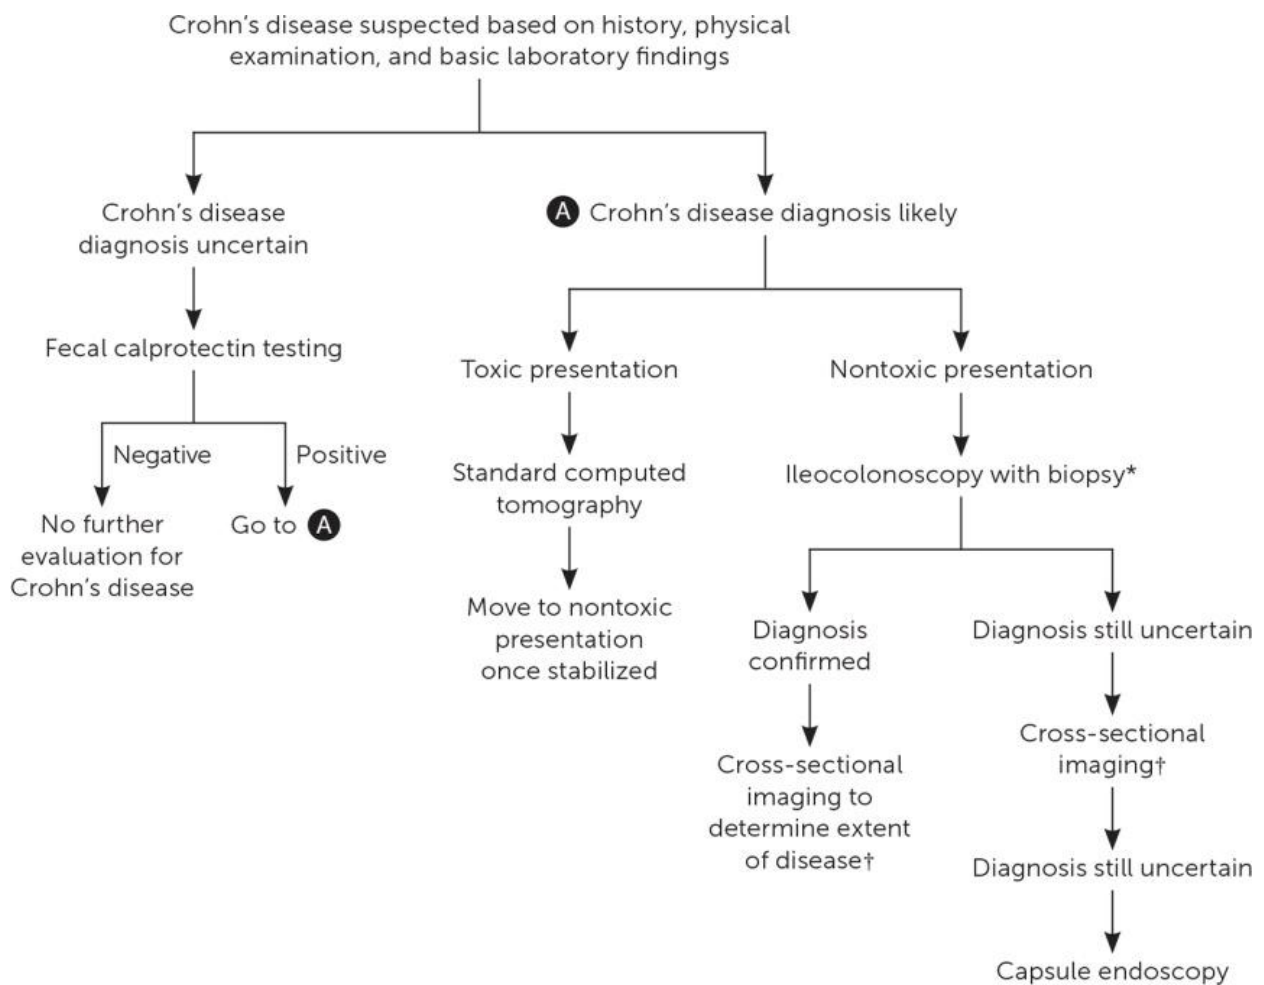 Crohn’s disease suspected based on history, physical
examination, and basic laboratory findings
Crohn’s disease
diagnosis uncertain
Fecal calprotectin testing
Negative
Positive
No further
evaluation for
Crohn’s disease
Go to A
A Crohn’s disease diagnosis likely
Toxic presentation
Standard computed
tomography
Move to nontoxic
presentation
once stabilized
Nontoxic presentation
Ileocolonoscopy with biopsy*
Diagnosis
confirmed
Cross-sectional
imaging to
determine extent
of disease†
Diagnosis still uncertain
Cross-sectional
imaging†
Diagnosis still uncertain
Capsule endoscopy